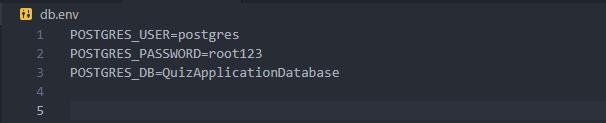 db.env
1 POSTGRES_USER=postgres
2 POSTGRES_PASSWORD=root123
3 POSTGRES_DB=QuizApplicationDatabase
4
5